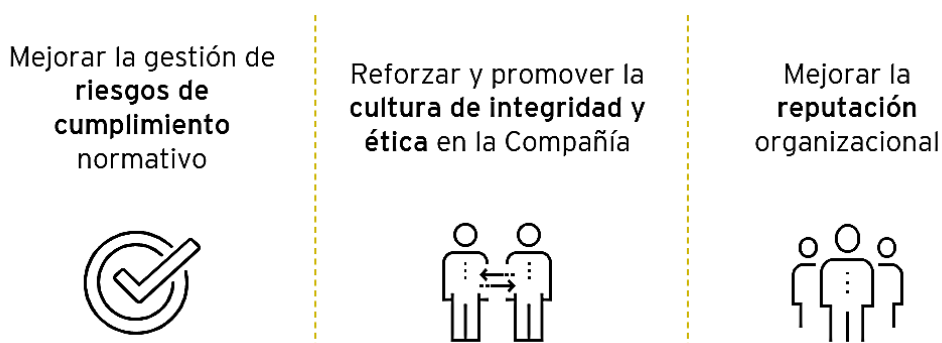 Mejorar la gestión de
riesgos de
cumplimiento
normativo
Reforzar y promover la
cultura de integridad y
ética en la Compañía
Mejorar la
reputación
organizacional